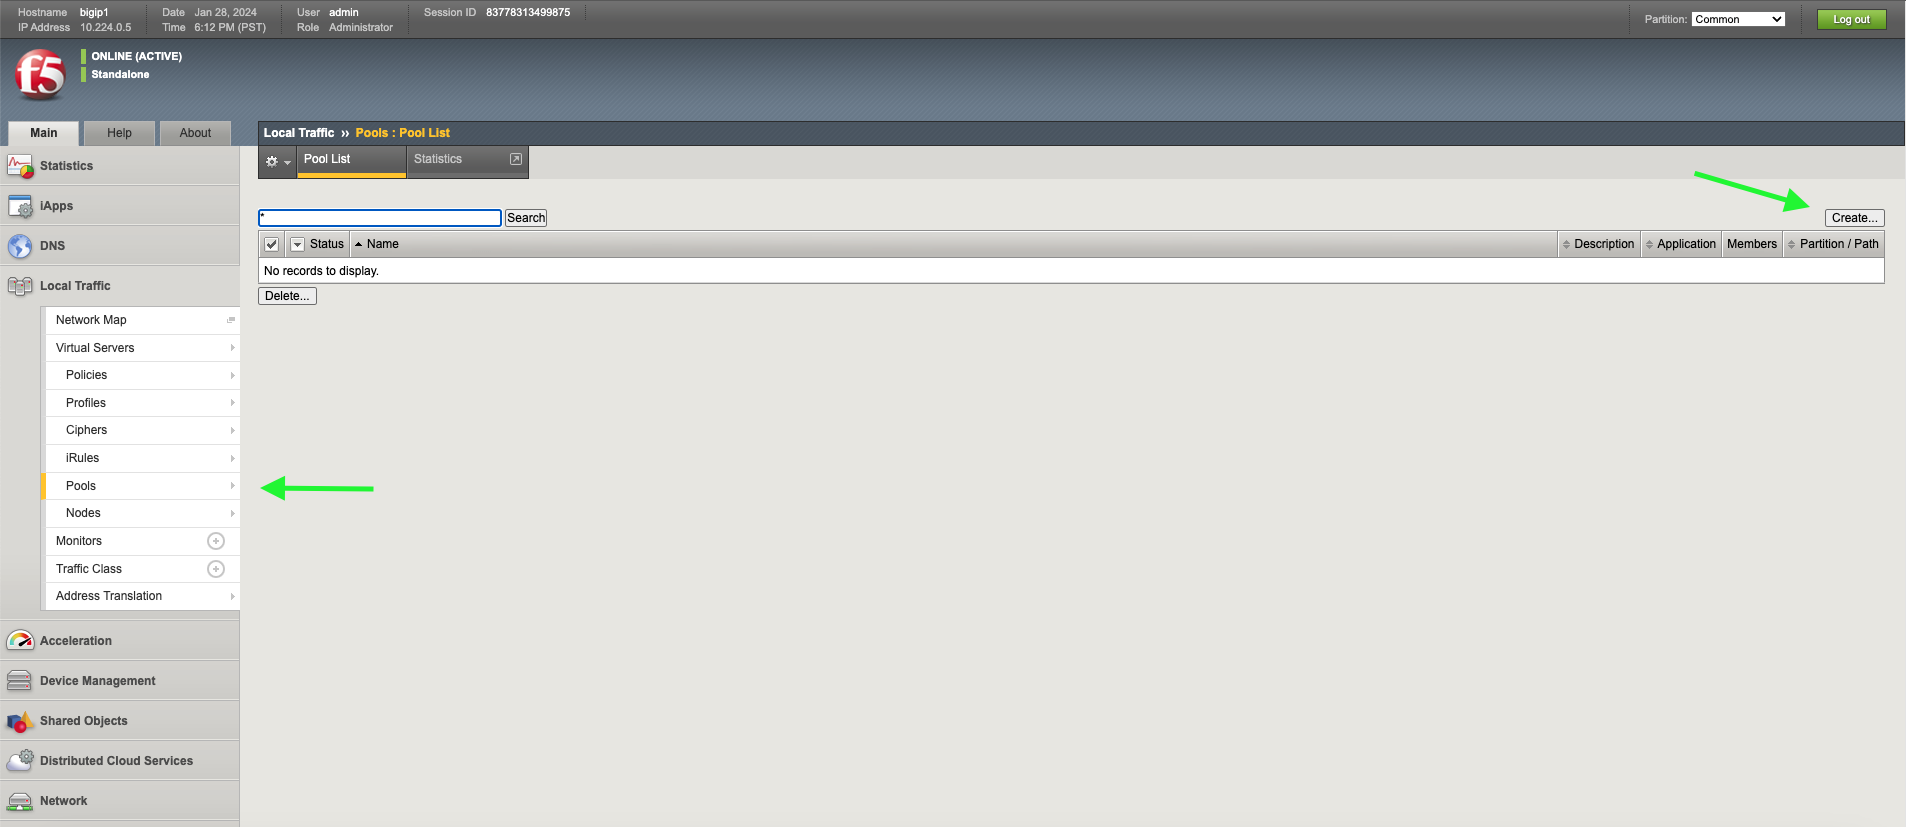 Hostname bigip1 Date Jan 28, 2024 User admin Session ID 83778313499875
IP Address 10.224.0.5 Time 6:12 PM (PST) Role Administrator
Partition: Common Log out
f5
ONLINE (ACTIVE)
Standalone
Main Help About
Local Traffic ›› Pools : Pool List
Pool List Statistics
Statistics
iApps
DNS
Local Traffic
Network Map
Virtual Servers
Policies
Profiles
Ciphers
iRules
Pools
Nodes
Monitors
Traffic Class
Address Translation
Acceleration
Device Management
Shared Objects
Distributed Cloud Services
Network
* Search Create...
Status Name Description Application Members Partition / Path
No records to display.
Delete...